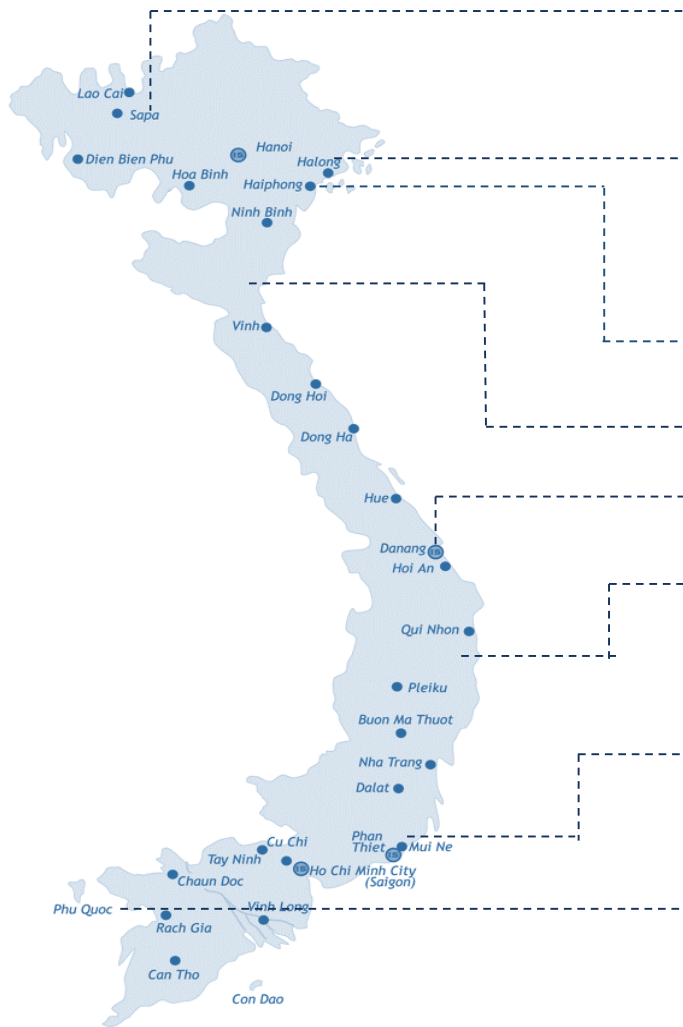 Lao Cai
Sapa
Hanoi
Dien Bien Phu
Halong
Hoa Binh
Haiphong
Ninh Binh
Vinh
Dong Hoi
Dong Ha
Hue
Danang
Hoi An
Qui Nhon
Pleiku
Buon Ma Thuot
Nha Trang
Dalat
Phan
Thiet
Mui Ne
Cu Chi
Tay Ninh
Ho Chi Minh City
(Saigon)
Chaun Doc
Phu Quoc
Vinh Long
Rach Gia
Can Tho
Con Dao